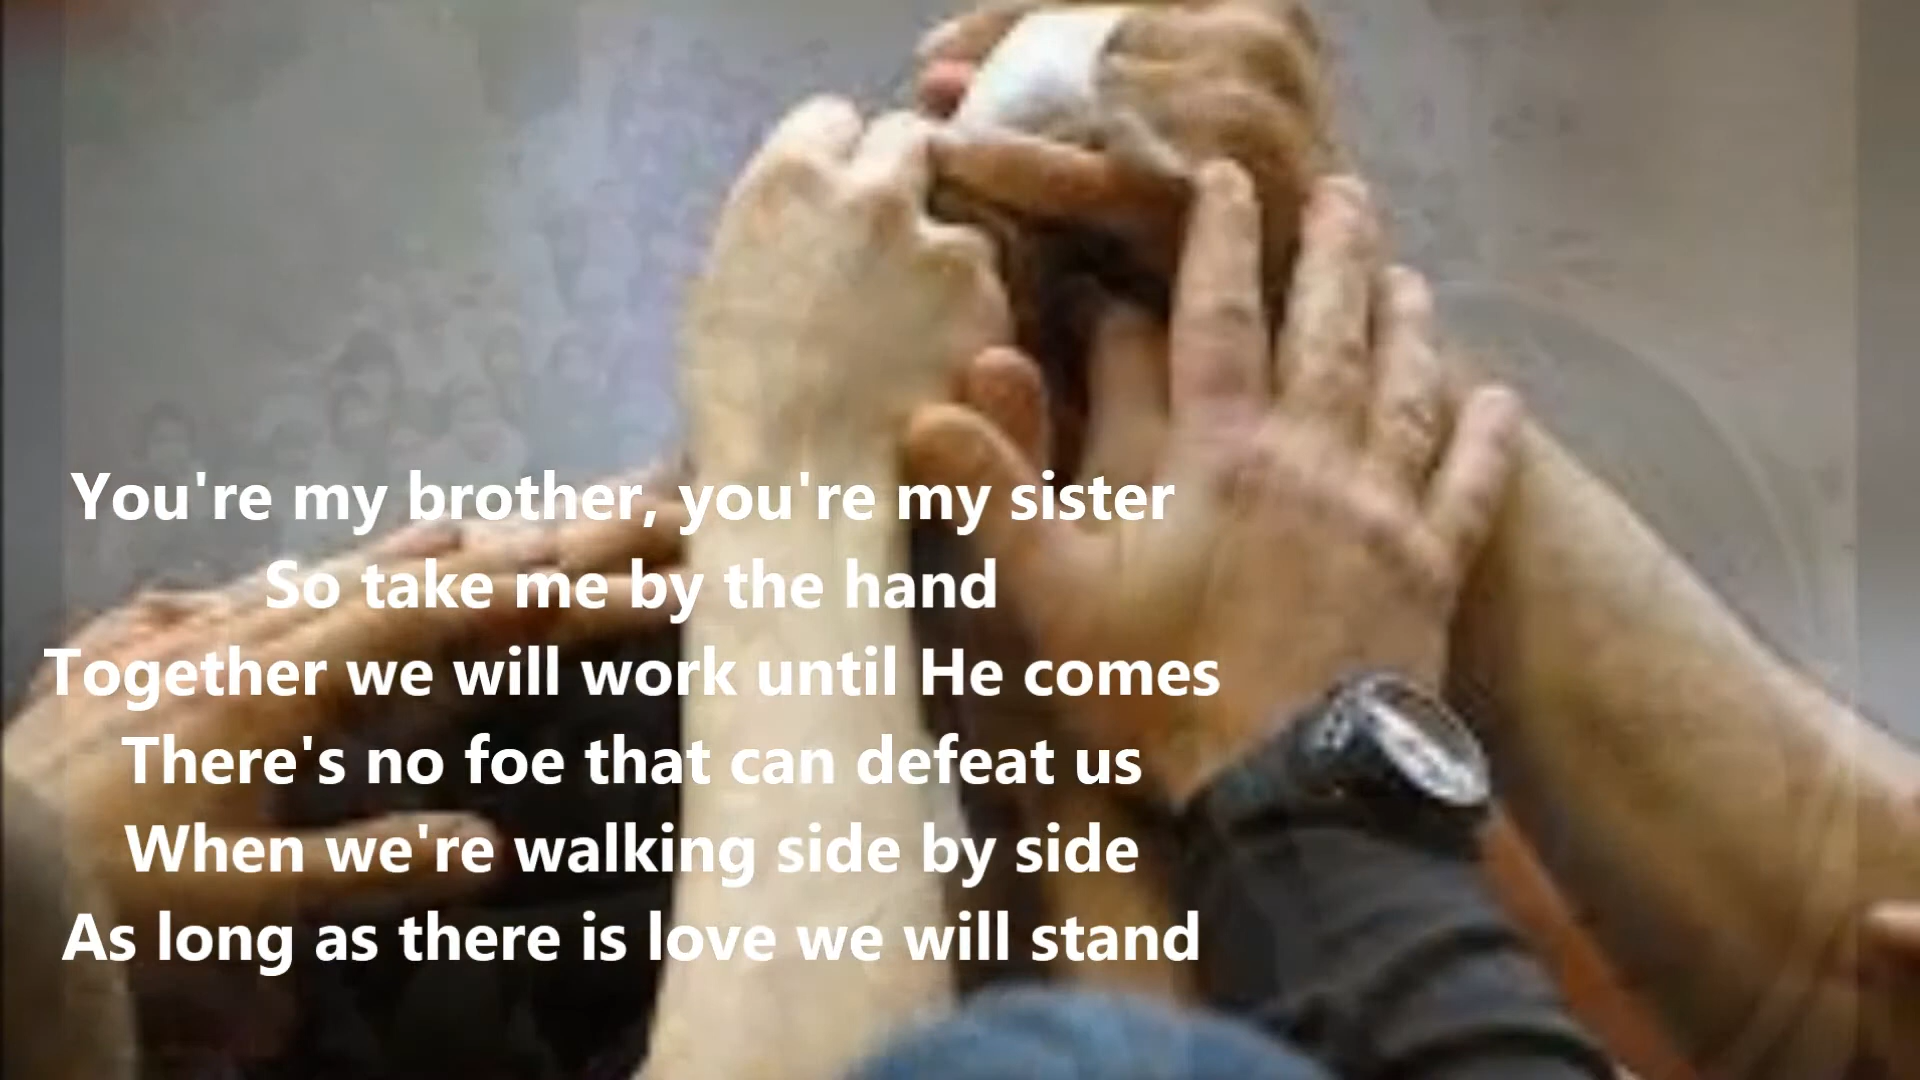 You're my brother, you're my sister
So take me by the hand
Together we will work until He comes
There's no foe that can defeat us
When we're walking side by side
As long as there is love we will stand